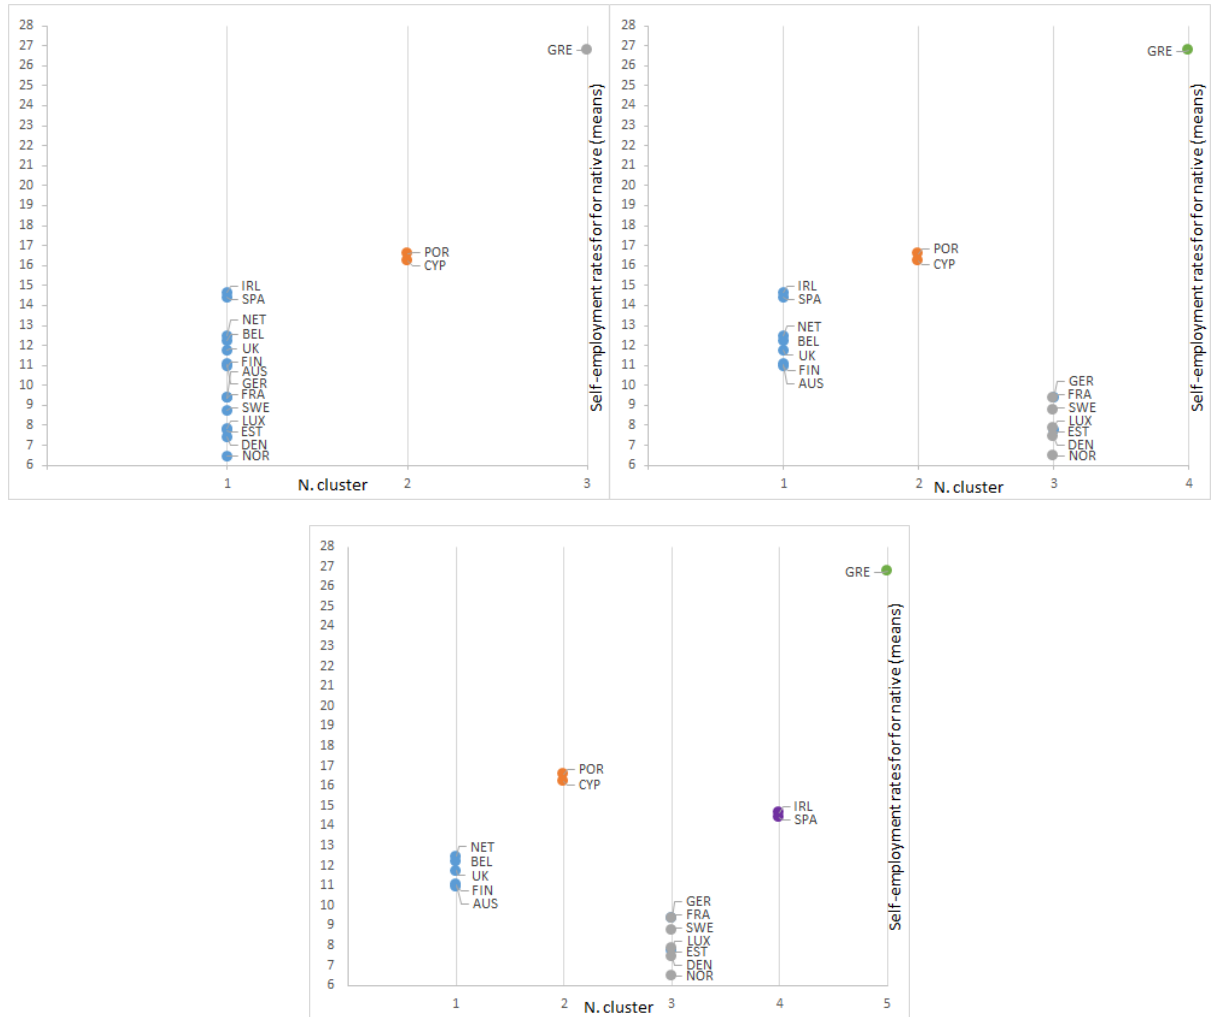 28
27
26
25
24
23
22
21
20
19
18
17
16
15
14
13
12
11
10
9
8
7
6
GRE
POR
CYP
IRL
SPA
NET
BEL
UK
FIN
AUS
GER
FRA
SWE
LUX
EST
DEN
NOR
1
2
3
N. cluster
Self-employment rates for for native (means)
28
27
26
25
24
23
22
21
20
19
18
17
16
15
14
13
12
11
10
9
8
7
6
GRE
POR
CYP
IRL
SPA
NET
BEL
UK
FIN
AUS
GER
FRA
SWE
LUX
EST
DEN
NOR
1
2
3
4
N. cluster
Self-employment rates for for native (means)
28
27
26
25
24
23
22
21
20
19
18
17
16
15
14
13
12
11
10
9
8
7
6
GRE
POR
CYP
IRL
SPA
NET
BEL
UK
FIN
AUS
GER
FRA
SWE
LUX
EST
DEN
NOR
1
2
3
4
5
N. cluster
Self-employment rates for for native (means)